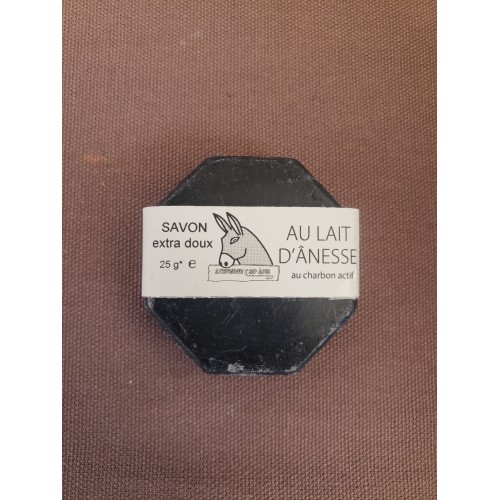 SAVON
extra doux
25 g* e
AU LAIT
D'ÂNESSE
au charbon actif